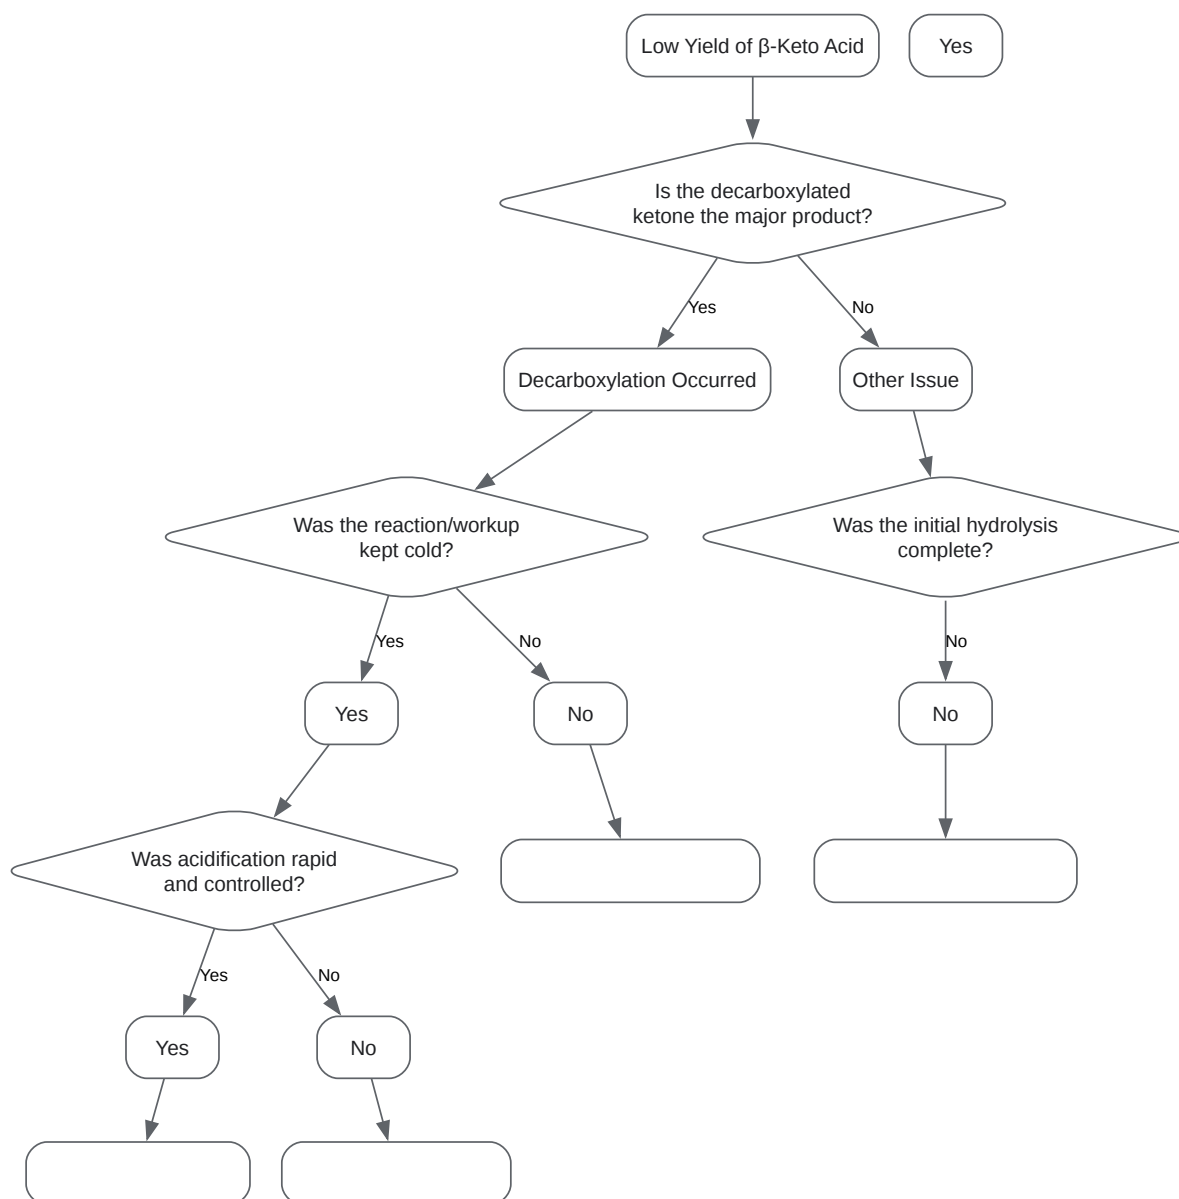 Low Yield of β-Keto Acid
Yes
Is the decarboxylated
ketone the major product?
Yes
No
Decarboxylation Occurred
Other Issue
Was the reaction/workup
kept cold?
Was the initial hydrolysis
complete?
Yes
No
No
Yes
No
No
Was acidification rapid
and controlled?
Yes
No
Yes
No